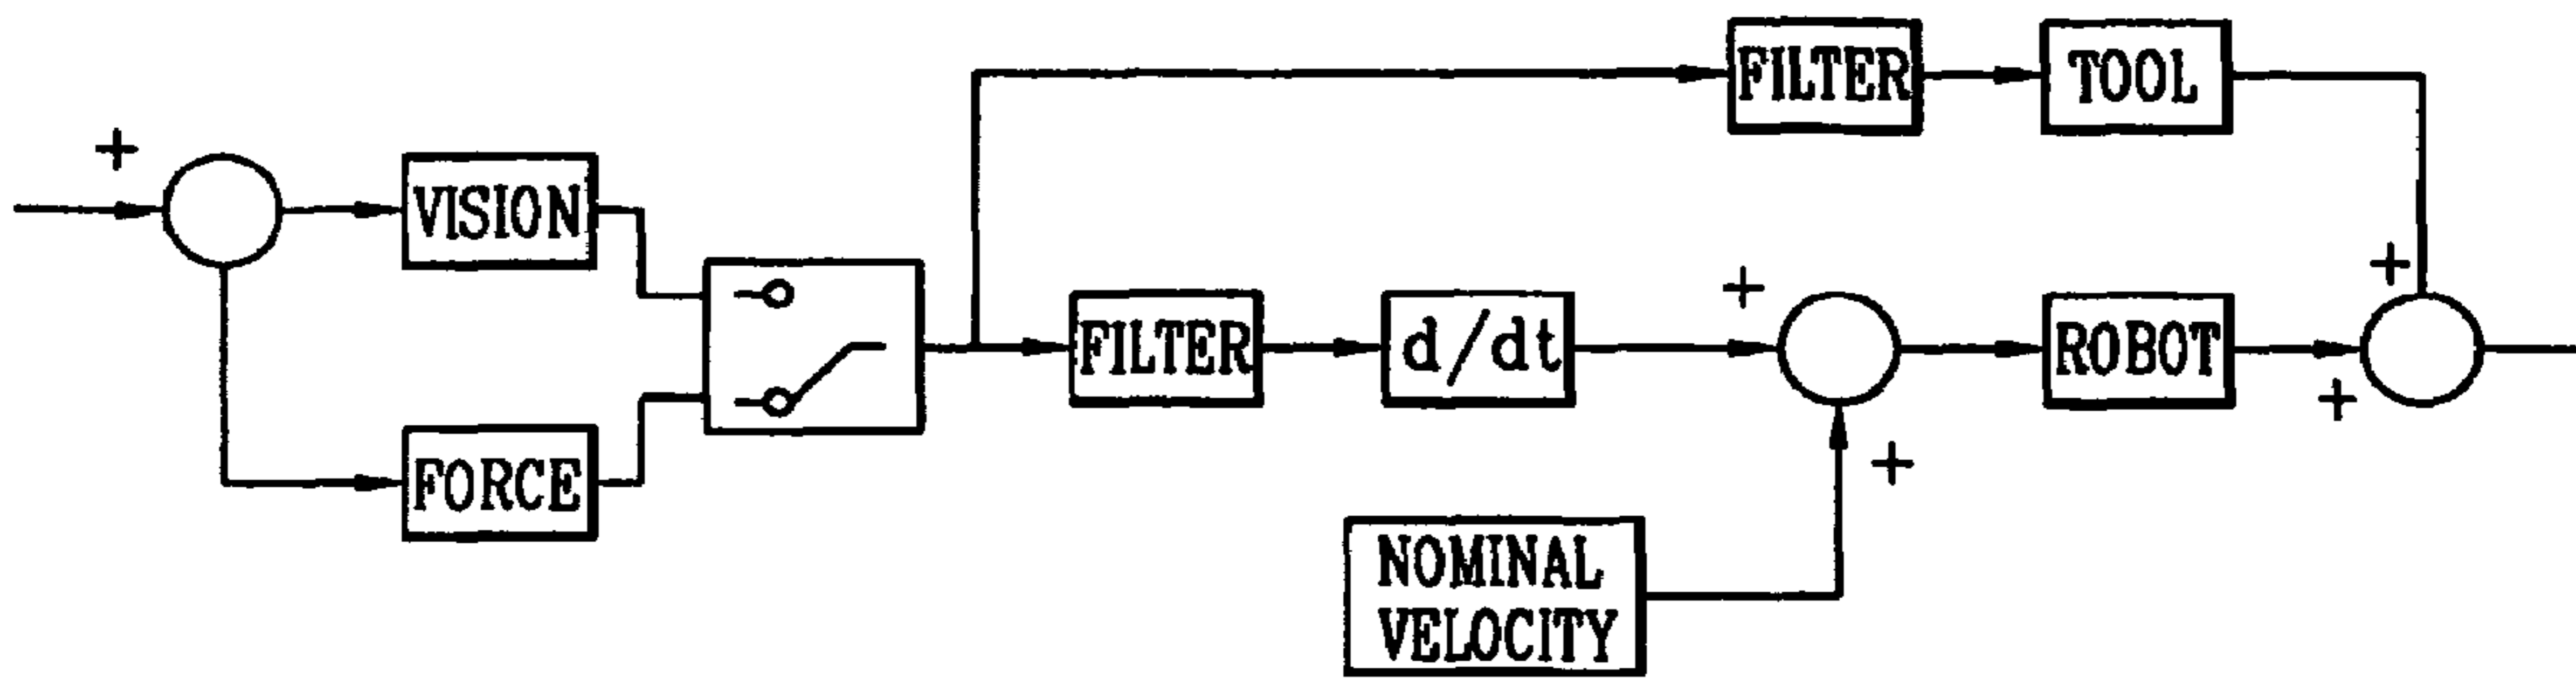 FILTER
TOOL
+
VISION
+
+
FILTER
d/dt
ROBOT
+
FORCE
+
NOMINAL
VELOCITY